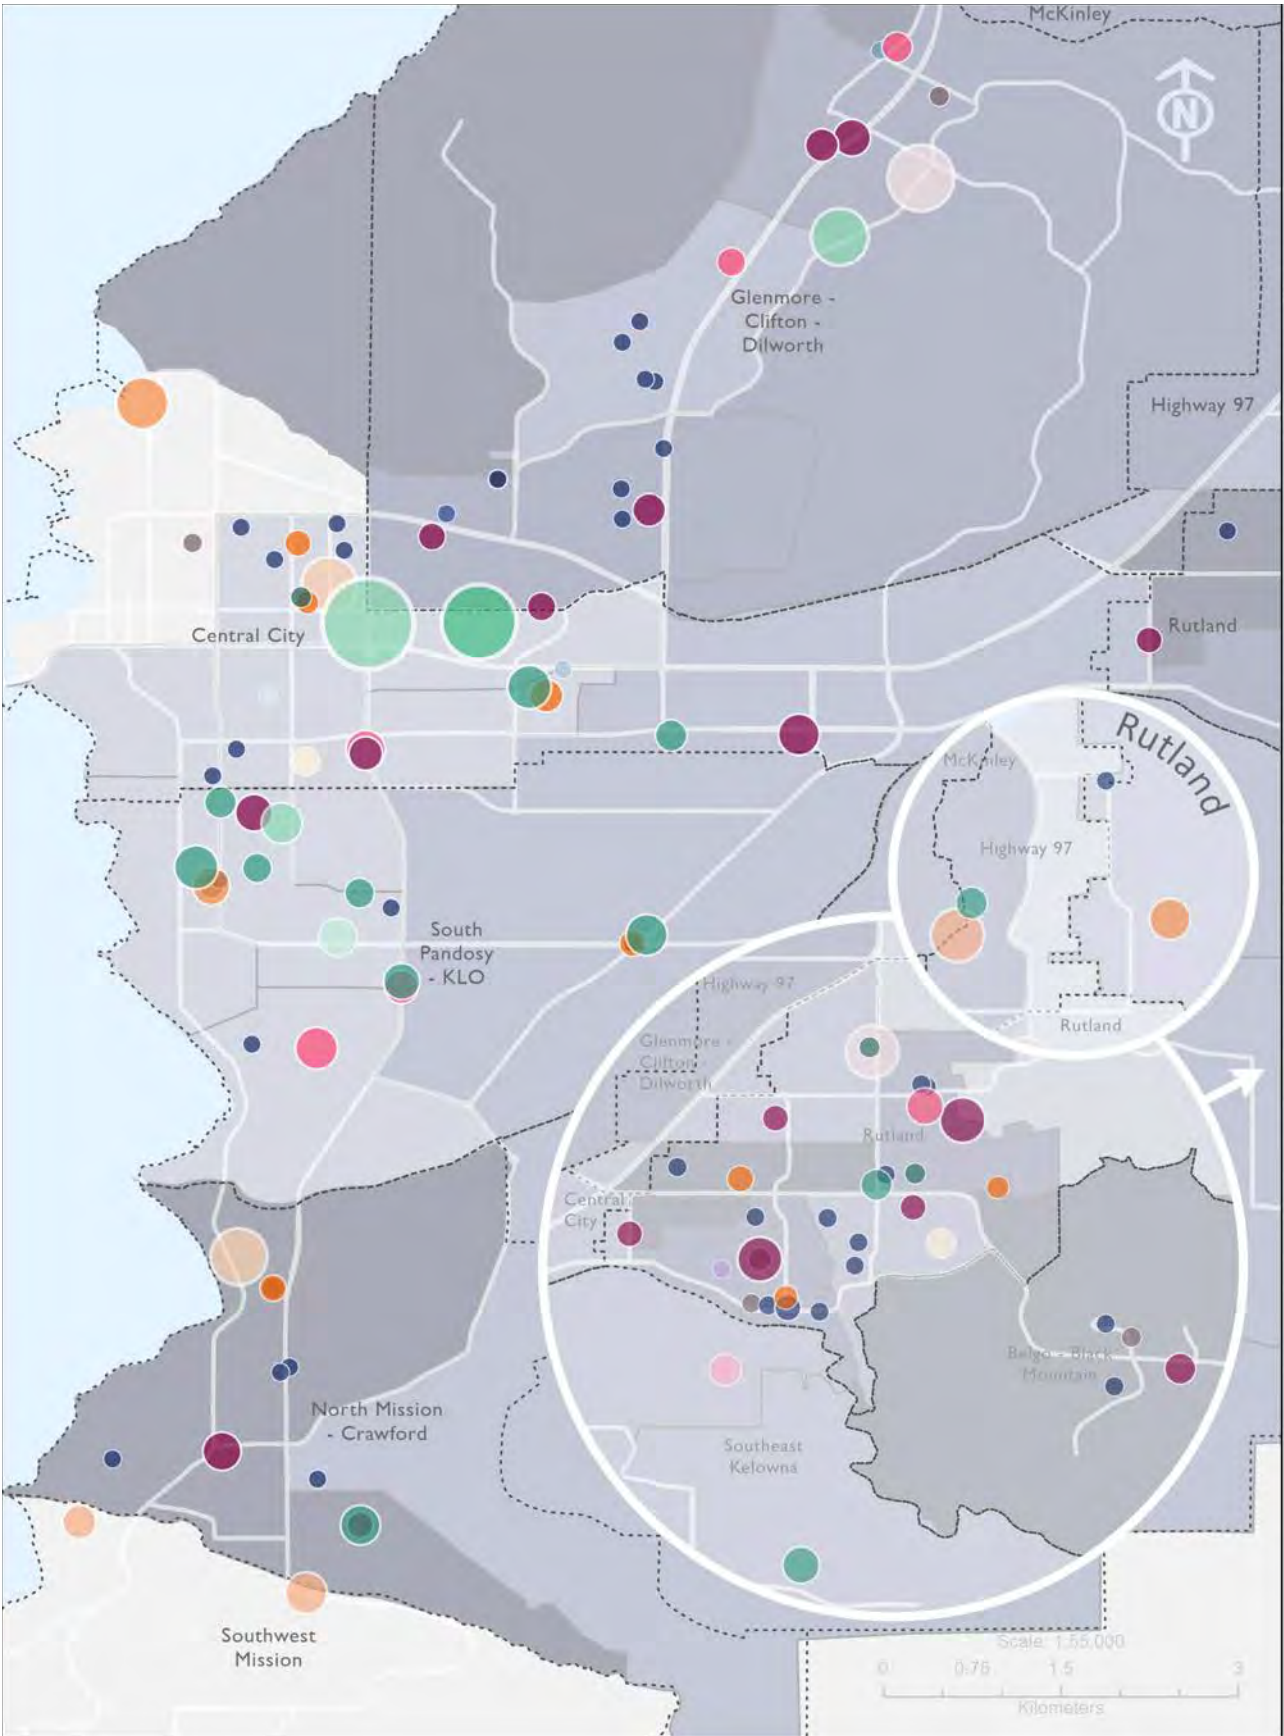 McKinley
N
Glenmore -
Clifton -
Dilworth
Highway 97
Rutland
Central City
Rutland
McKinley
Highway 97
Rutland
South
Pandosy
- KLO
Highway 97
Glenmore -
Clifton -
Dilworth
Rutland
Central
City
Belgo - Black
Mountain
Southeast
Kelowna
North Mission
- Crawford
Southwest
Mission
Scale: 1:55,000
0 0.75 1.5 3
Kilometers